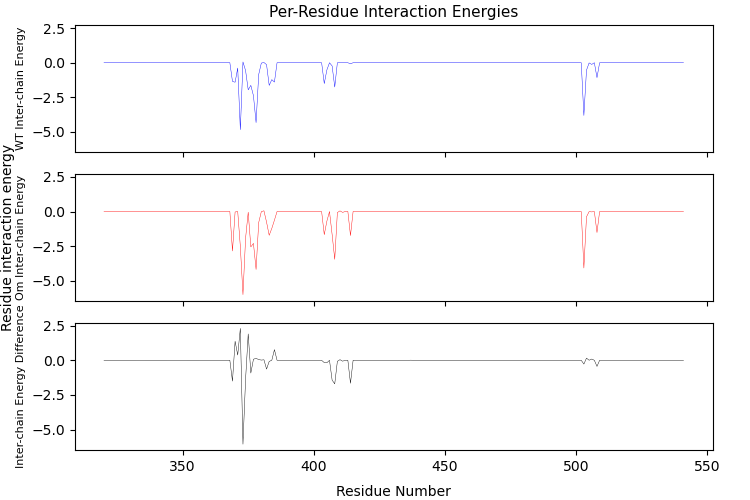 Per-Residue Interaction Energies
Residue interaction energy
WT Inter-chain Energy
2.5
0.0
−2.5
−5.0
Om Inter-chain Energy
2.5
0.0
−2.5
−5.0
Inter-chain Energy Difference
2.5
0.0
−2.5
−5.0
350
400
450
500
550
Residue Number